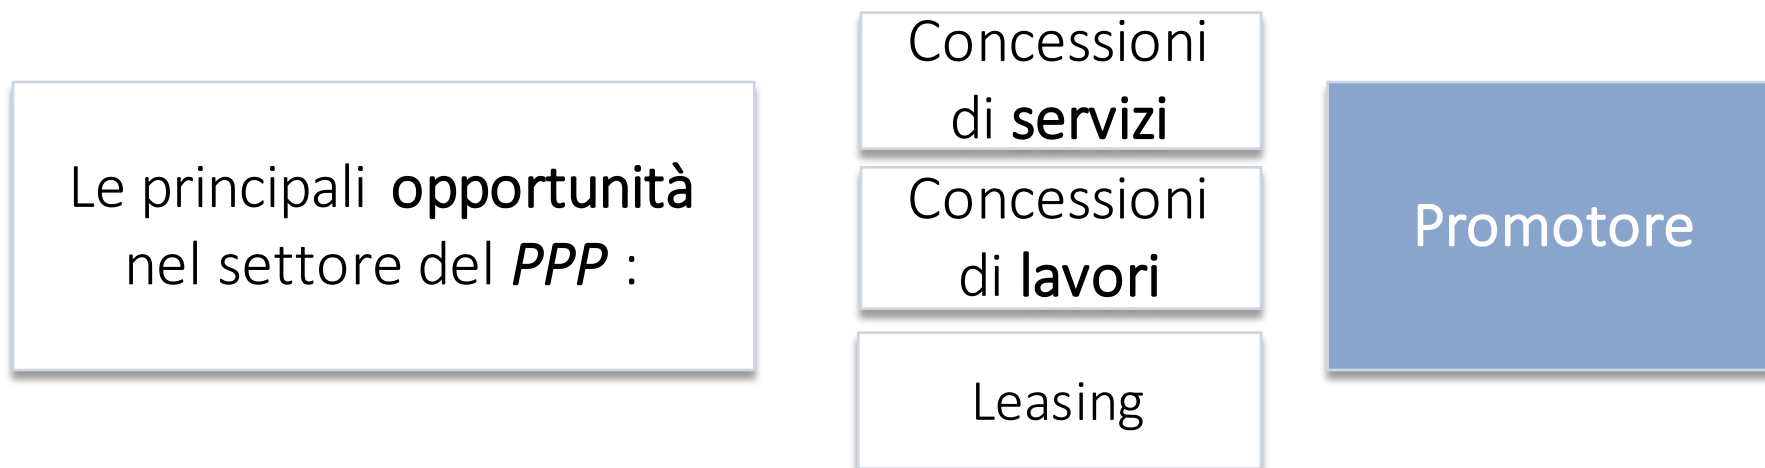 Le principali opportunità
nel settore del PPP :
Concessioni
di servizi
Concessioni
di lavori
Leasing
Promotore